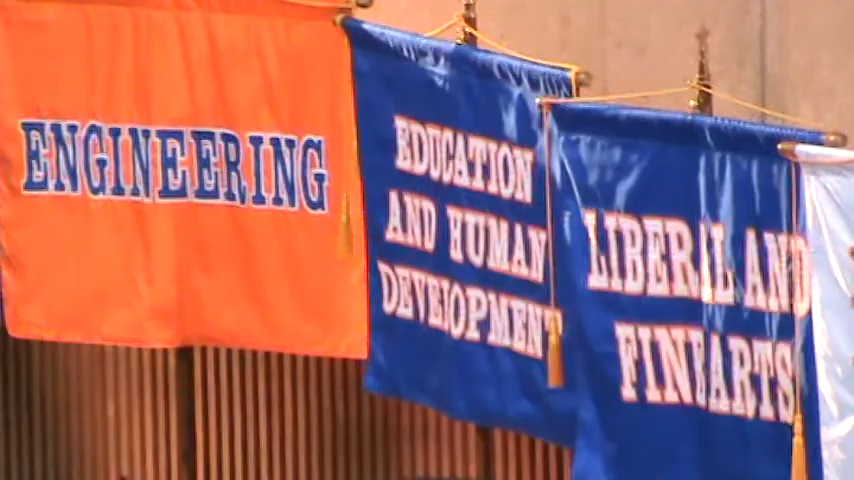 ENGINEERING
EDUCATION
AND HUMAN
DEVELOPMENT
LIBERAL AND
FINE ARTS